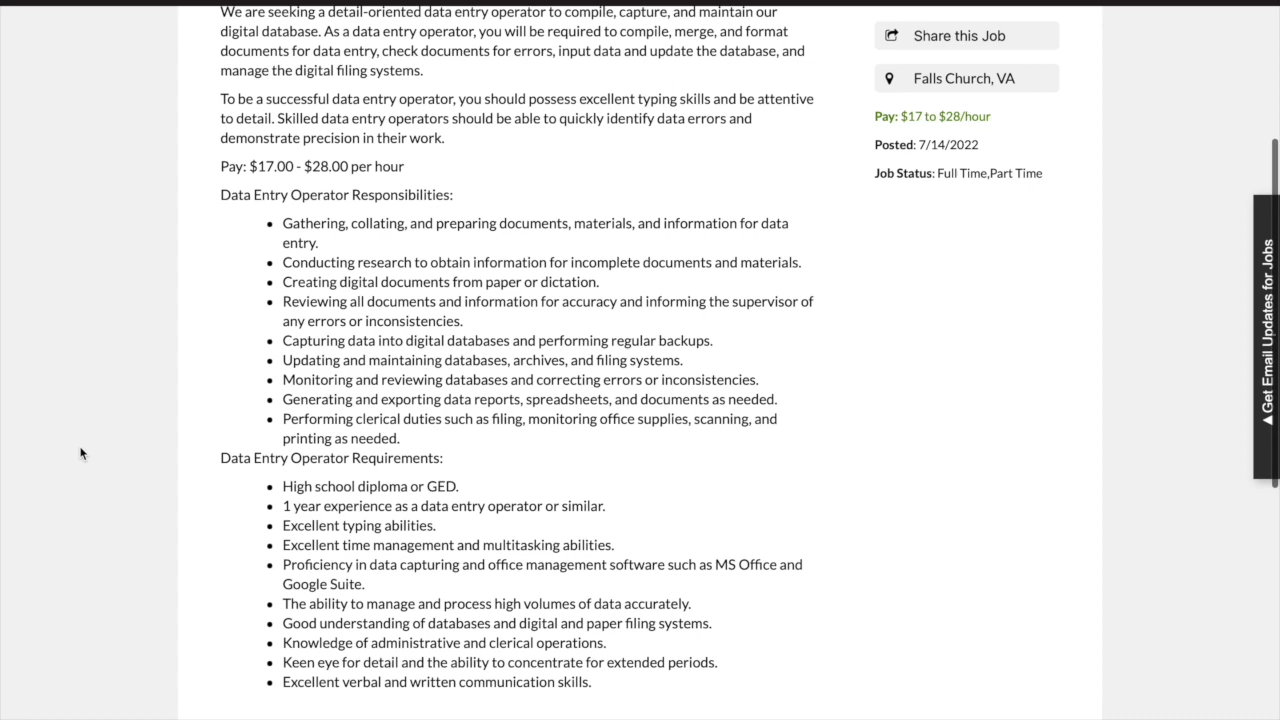 We are seeking a detail-oriented data entry operator to compile, capture, and maintain our
digital database. As a data entry operator, you will be required to compile, merge, and format
documents for data entry, check documents for errors, input data and update the database, and
manage the digital filing systems.
To be a successful data entry operator, you should possess excellent typing skills and be attentive
to detail. Skilled data entry operators should be able to quickly identify data errors and
demonstrate precision in their work.
Pay: $17.00 - $28.00 per hour
Data Entry Operator Responsibilities:
• Gathering, collating, and preparing documents, materials, and information for data
entry.
• Conducting research to obtain information for incomplete documents and materials.
• Creating digital documents from paper or dictation.
• Reviewing all documents and information for accuracy and informing the supervisor of
any errors or inconsistencies.
• Capturing data into digital databases and performing regular backups.
• Updating and maintaining databases, archives, and filing systems.
• Monitoring and reviewing databases and correcting errors or inconsistencies.
• Generating and exporting data reports, spreadsheets, and documents as needed.
• Performing clerical duties such as filing, monitoring office supplies, scanning, and
printing as needed.
Data Entry Operator Requirements:
• High school diploma or GED.
• 1 year experience as a data entry operator or similar.
• Excellent typing abilities.
• Excellent time management and multitasking abilities.
• Proficiency in data capturing and office management software such as MS Office and
Google Suite.
• The ability to manage and process high volumes of data accurately.
• Good understanding of databases and digital and paper filing systems.
• Knowledge of administrative and clerical operations.
• Keen eye for detail and the ability to concentrate for extended periods.
• Excellent verbal and written communication skills.
Share this Job
Falls Church, VA
Pay: $17 to $28/hour
Posted: 7/14/2022
Job Status: Full Time,Part Time
▲Get Email Updates for Jobs